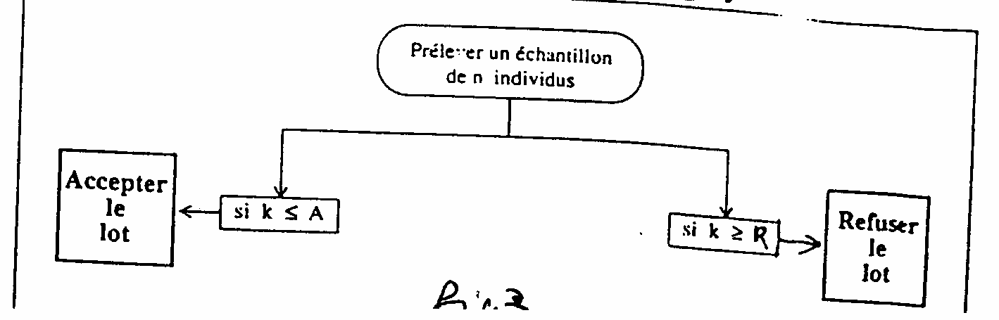 Prélever un échantillon
de n individus
Accepter
le
lot
si k ≤ A
si k ≥ R
Refuser
le
lot